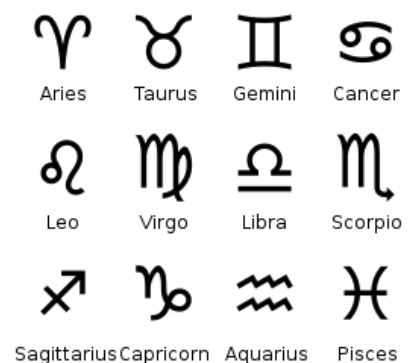 Aries Taurus Gemini Cancer
Leo Virgo Libra Scorpio
Sagittarius Capricorn Aquarius Pisces